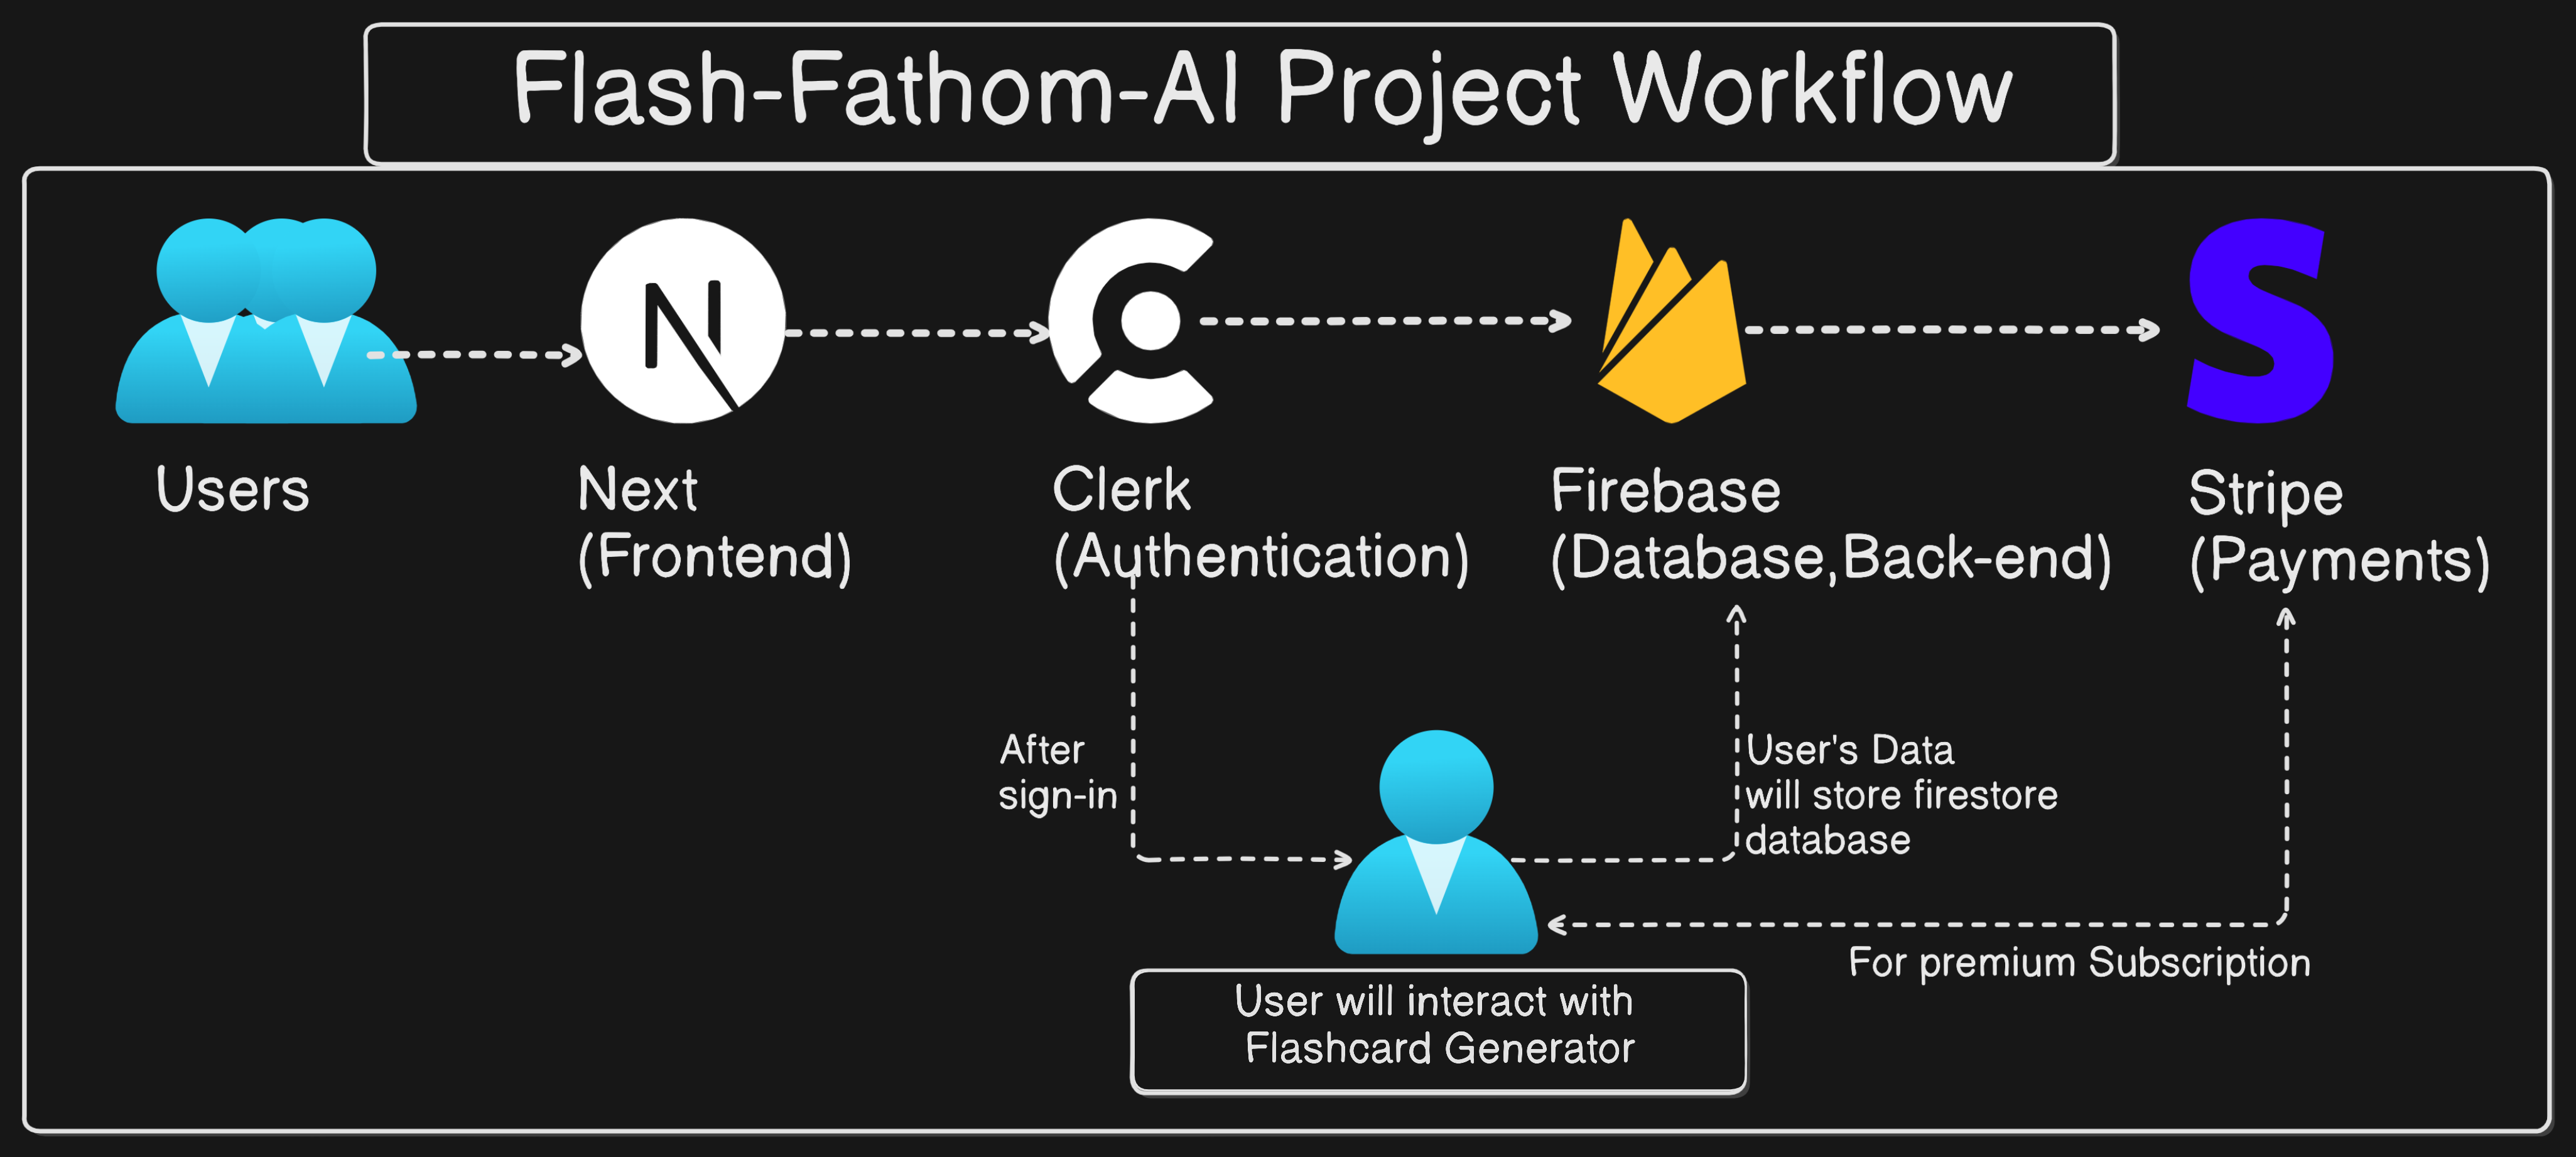 Flash-Fathom-AI Project Workflow
Users
Next
(Frontend)
Clerk
(Authentication)
Firebase
(Database,Back-end)
Stripe
(Payments)
After
sign-in
User's Data
will store firestore
database
For premium Subscription
User will interact with
Flashcard Generator